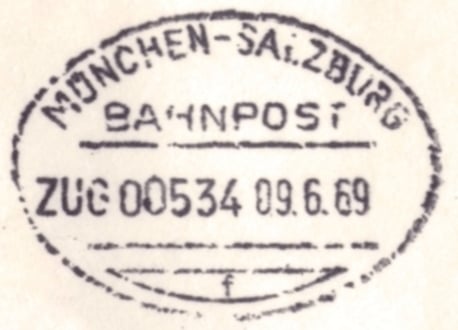 MÜNCHEN-SALZBURG
BAHNPOST
ZUG 00534 09.6.69
f